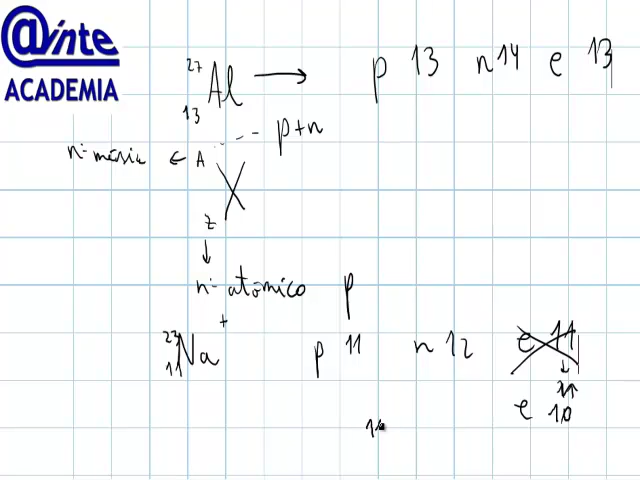 @inte
ACADEMIA
27
13 Al → p 13 n 14 e 13
nº másico ← A --- p+n
X
Z
↓
nº atómico p
23
11 Na + p 11 n 12 e 11
↓
e 10